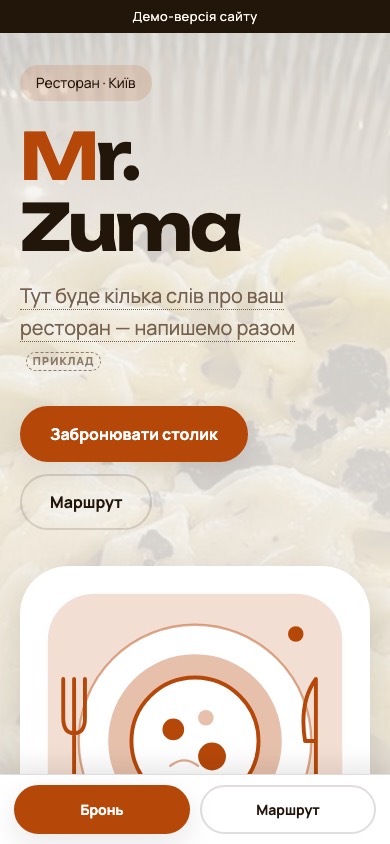 Демо-версія сайту
Ресторан · Київ
Mr.
Zuma
Тут буде кілька слів про ваш
ресторан — напишемо разом
ПРИКЛАД
Забронювати столик
Маршрут
Бронь
Маршрут